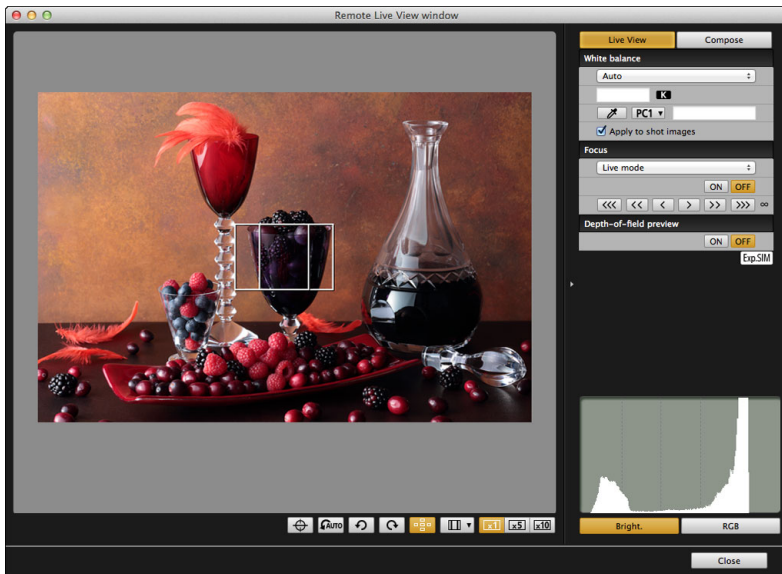 Remote Live View window
Live View Compose
White balance
Auto
K
PC1
Apply to shot images
Focus
Live mode
ON OFF
<<< << < > >> >>> ∞
Depth-of-field preview
ON OFF
Exp.SIM
AUTO x1 x5 x10
Bright. RGB
Close